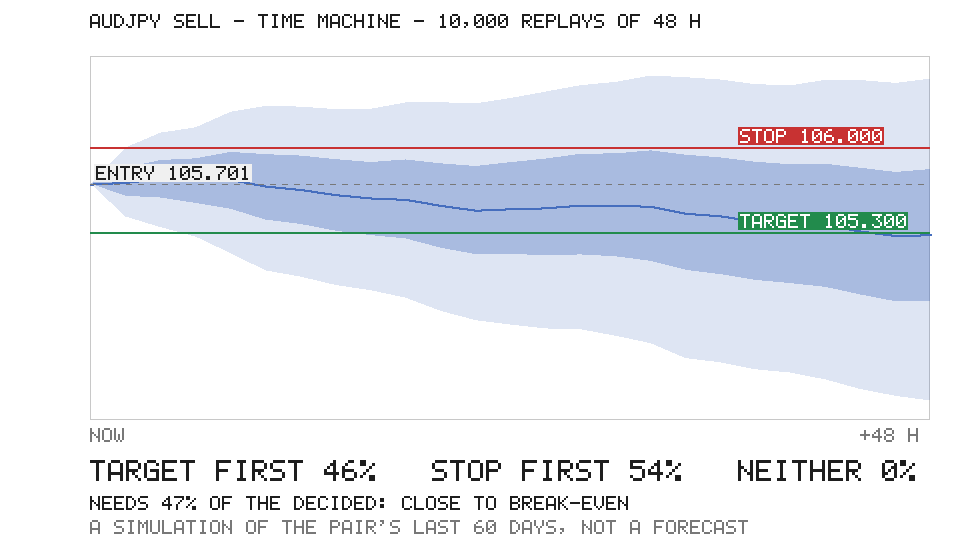 AUDJPY SELL - TIME MACHINE - 10,000 REPLAYS OF 48 H
STOP 106.000
ENTRY 105.701
TARGET 105.300
NOW +48 H
TARGET FIRST 46% STOP FIRST 54% NEITHER 0%
NEEDS 47% OF THE DECIDED: CLOSE TO BREAK-EVEN
A SIMULATION OF THE PAIR'S LAST 60 DAYS, NOT A FORECAST